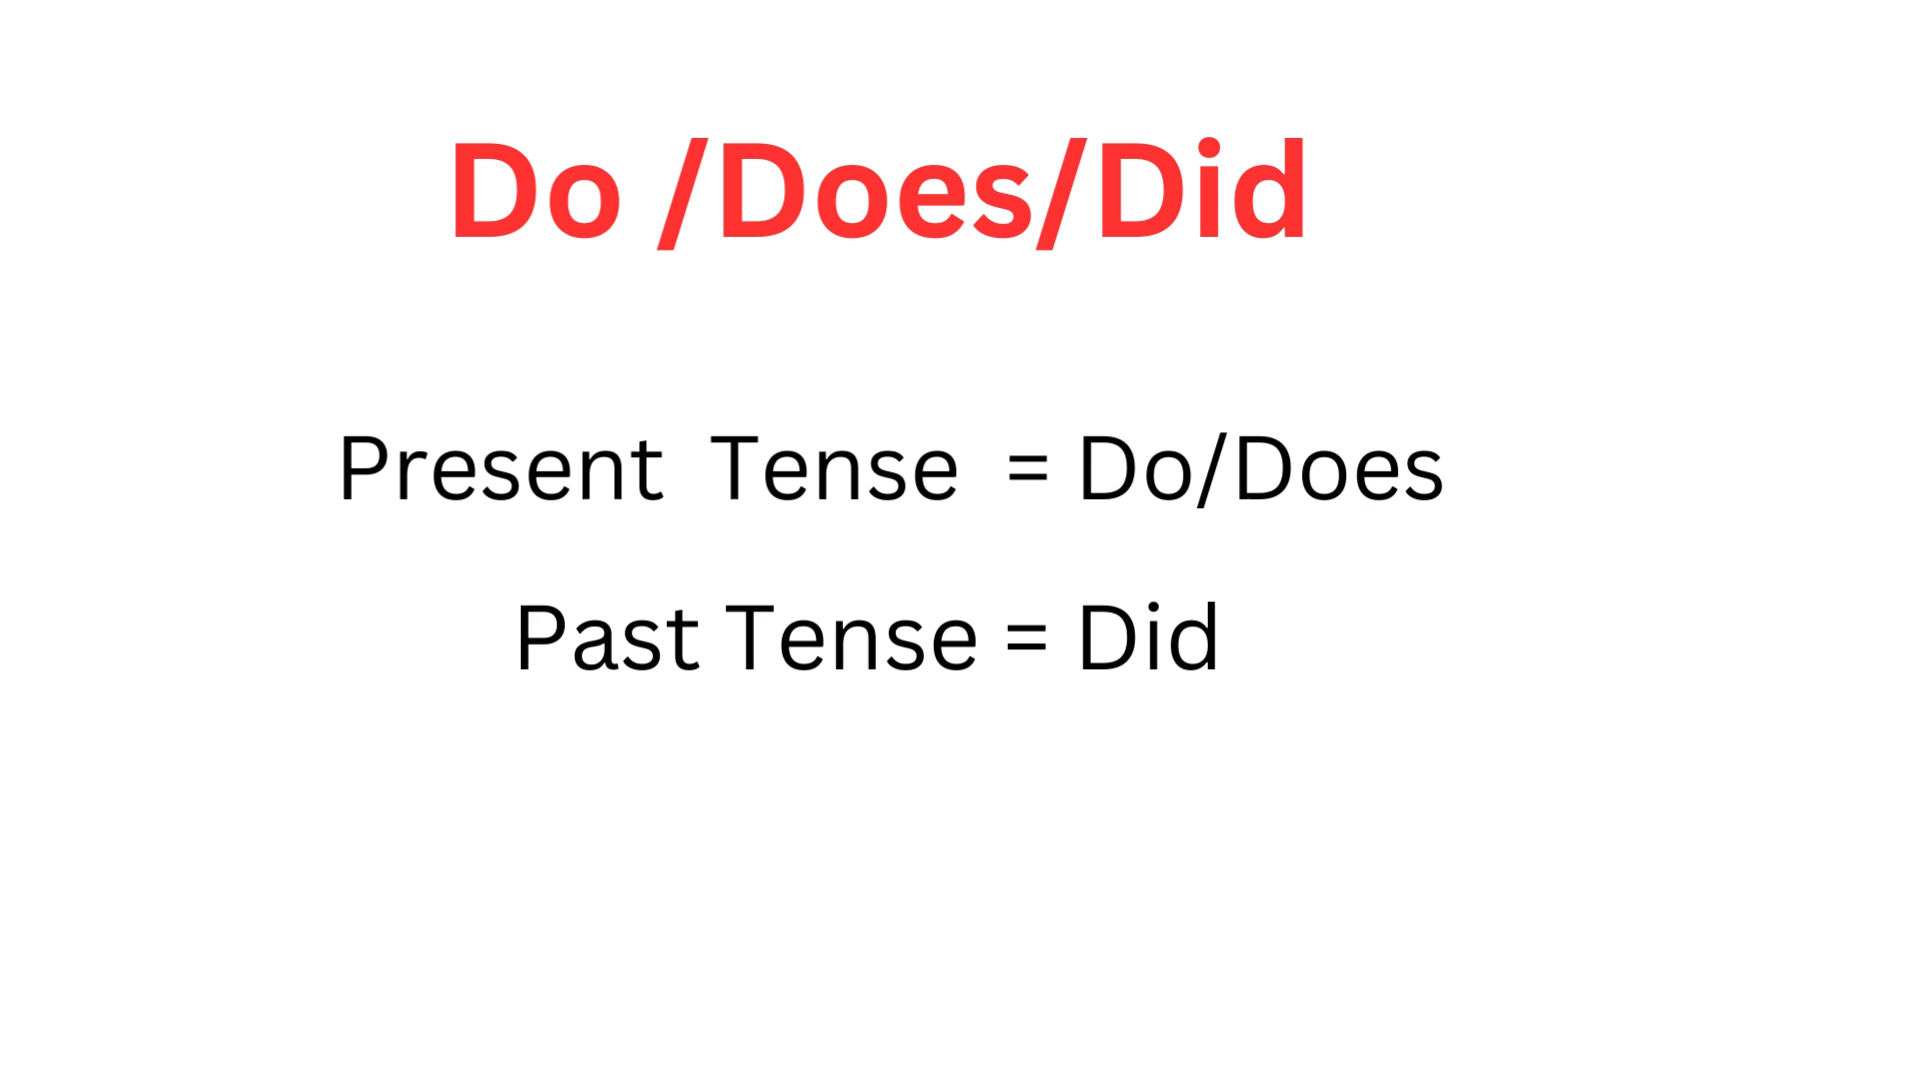 Do /Does/Did
Present Tense = Do/Does
Past Tense = Did